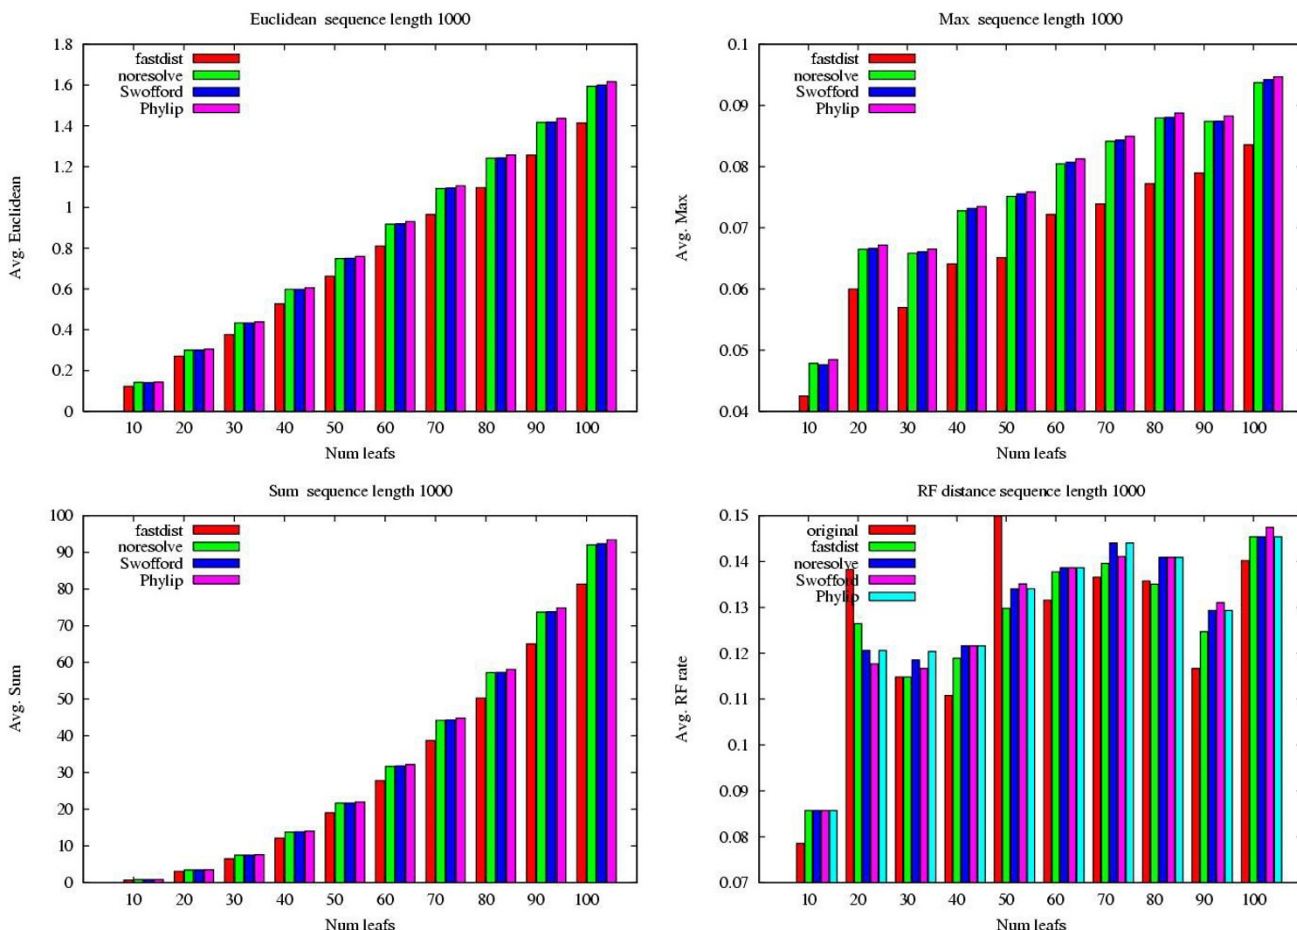 Euclidean sequence length 1000
fastdist
noresolve
Swofford
Phylip
1.8
1.6
1.4
1.2
1
0.8
0.6
0.4
0.2
0
Avg. Euclidean
10 20 30 40 50 60 70 80 90 100
Num leafs
Max sequence length 1000
fastdist
noresolve
Swofford
Phylip
0.1
0.09
0.08
0.07
0.06
0.05
0.04
Avg. Max
10 20 30 40 50 60 70 80 90 100
Num leafs
Sum sequence length 1000
fastdist
noresolve
Swofford
Phylip
100
90
80
70
60
50
40
30
20
10
0
Avg. Sum
10 20 30 40 50 60 70 80 90 100
Num leafs
RF distance sequence length 1000
original
fastdist
noresolve
Swofford
Phylip
0.15
0.14
0.13
0.12
0.11
0.1
0.09
0.08
0.07
Avg. RF rate
10 20 30 40 50 60 70 80 90 100
Num leafs